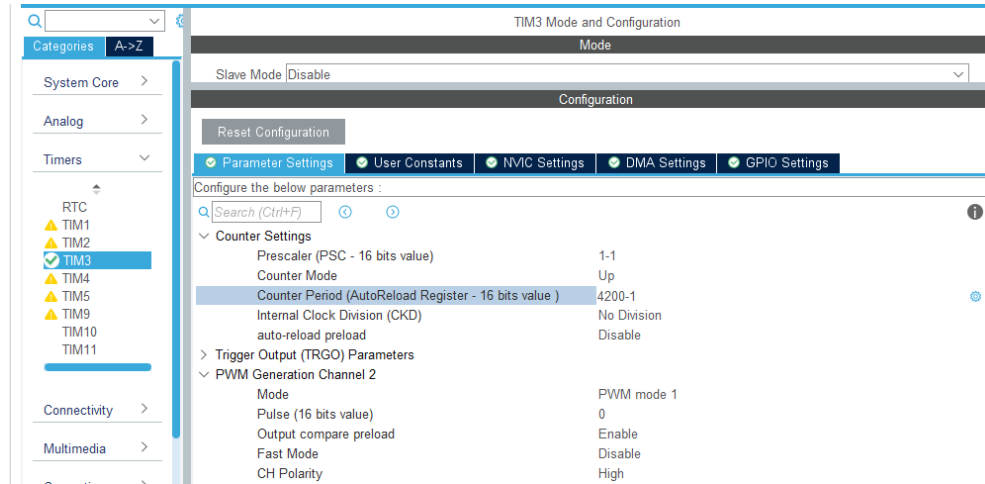 TIM3 Mode and Configuration
Categories A->Z
Mode
System Core
Slave Mode Disable
Configuration
Analog
Reset Configuration
Timers
Parameter Settings User Constants NVIC Settings DMA Settings GPIO Settings
Configure the below parameters :
Search (Ctrl+F)
RTC
TIM1
TIM2
TIM3
TIM4
TIM5
TIM9
TIM10
TIM11
Connectivity
Multimedia
Counter Settings
Prescaler (PSC - 16 bits value) 1-1
Counter Mode Up
Counter Period (AutoReload Register - 16 bits value ) 4200-1
Internal Clock Division (CKD) No Division
auto-reload preload Disable
Trigger Output (TRGO) Parameters
PWM Generation Channel 2
Mode PWM mode 1
Pulse (16 bits value) 0
Output compare preload Enable
Fast Mode Disable
CH Polarity High